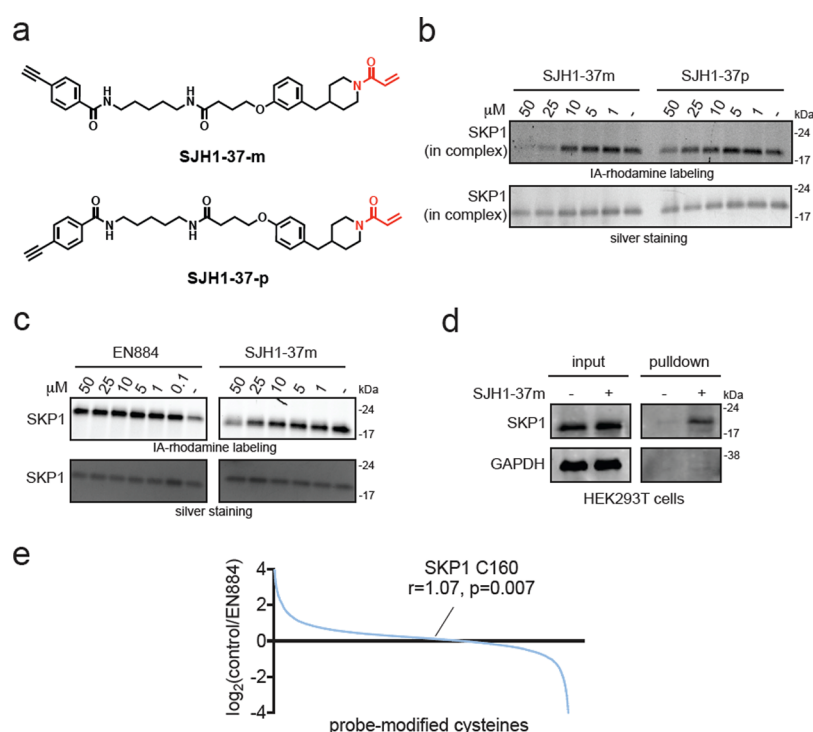 a
O
N
H
O
H
N
O
O
N
O
SJH1-37-m
O
N
H
H
N
O
O
N
O
SJH1-37-p
b
SJH1-37m SJH1-37p
μM 50 25 10 5 1 - 50 25 10 5 1 - kDa
SKP1
(in complex)
-24
-17
IA-rhodamine labeling
SKP1
(in complex)
-24
-17
silver staining
c
EN884 SJH1-37m
μM 50 25 10 5 1 0.1 - 50 25 10 5 1 - kDa
SKP1
-24
-17
IA-rhodamine labeling
SKP1
-24
-17
silver staining
d
input pulldown
SJH1-37m - + - + kDa
SKP1
-24
-17
GAPDH
-38
HEK293T cells
e
SKP1 C160
r=1.07, p=0.007
4
2
0
-2
-4
log2(control/EN884)
probe-modified cysteines